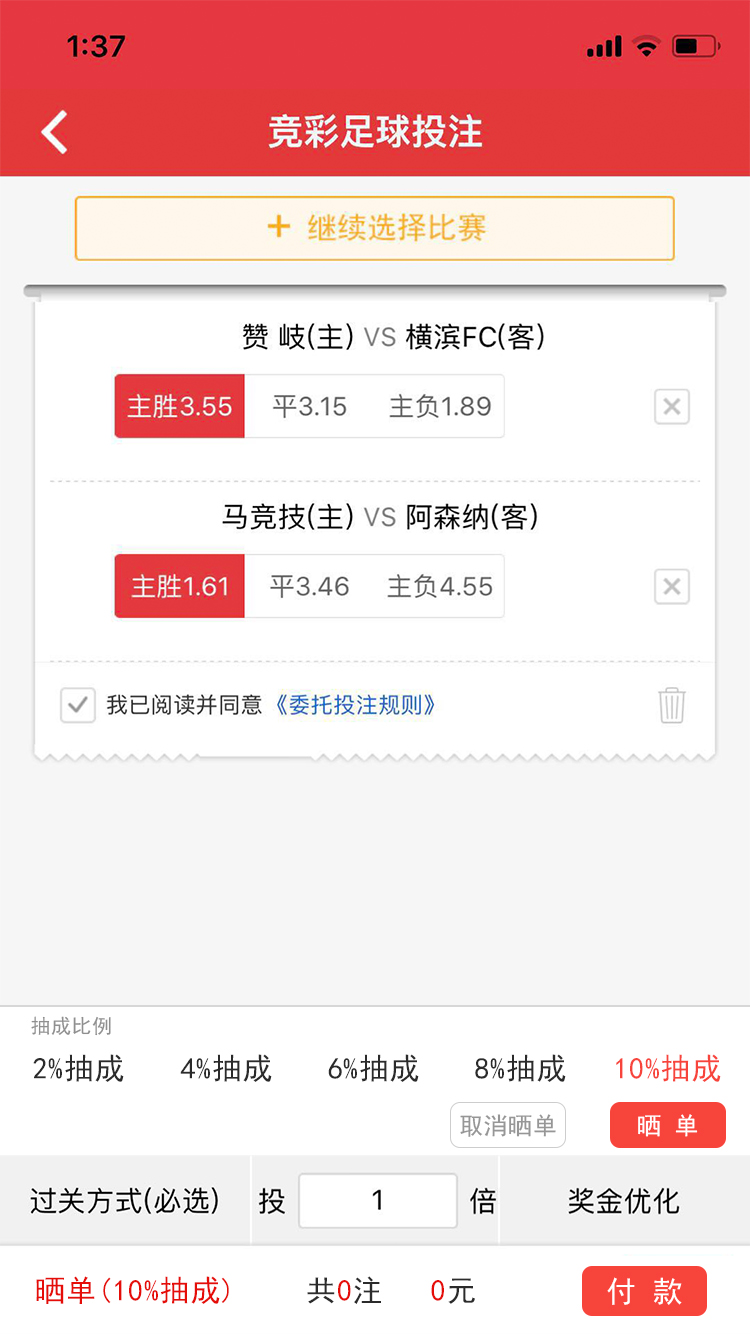 1:37
竞彩足球投注
+ 继续选择比赛
赞 岐(主) VS 横滨FC(客)
主胜3.55 平3.15 主负1.89
马竞技(主) VS 阿森纳(客)
主胜1.61 平3.46 主负4.55
我已阅读并同意《委托投注规则》
抽成比例
2%抽成 4%抽成 6%抽成 8%抽成 10%抽成
取消晒单 晒 单
过关方式(必选) 投 1 倍 奖金优化
晒单(10%抽成) 共0注 0元 付 款